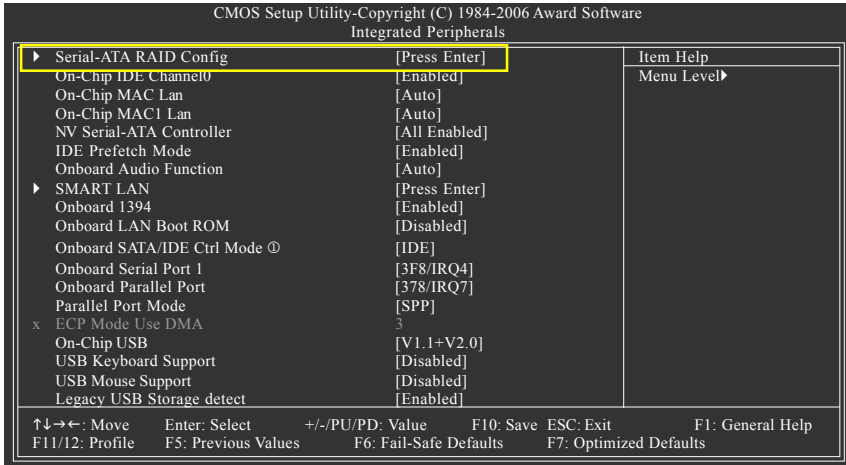 CMOS Setup Utility-Copyright (C) 1984-2006 Award Software
Integrated Peripherals
▶ Serial-ATA RAID Config [Press Enter] Item Help
On-Chip IDE Channel0 [Enabled] Menu Level▶
On-Chip MAC Lan [Auto]
On-Chip MAC1 Lan [Auto]
NV Serial-ATA Controller [All Enabled]
IDE Prefetch Mode [Enabled]
Onboard Audio Function [Auto]
▶ SMART LAN [Press Enter]
Onboard 1394 [Enabled]
Onboard LAN Boot ROM [Disabled]
Onboard SATA/IDE Ctrl Mode ① [IDE]
Onboard Serial Port 1 [3F8/IRQ4]
Onboard Parallel Port [378/IRQ7]
Parallel Port Mode [SPP]
x ECP Mode Use DMA 3
On-Chip USB [V1.1+V2.0]
USB Keyboard Support [Disabled]
USB Mouse Support [Disabled]
Legacy USB Storage detect [Enabled]
↑↓→←: Move Enter: Select +/-/PU/PD: Value F10: Save ESC: Exit F1: General Help
F11/12: Profile F5: Previous Values F6: Fail-Safe Defaults F7: Optimized Defaults